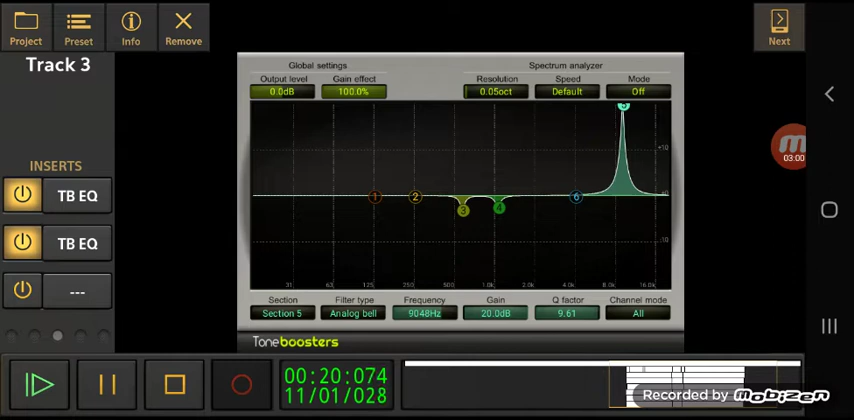 Project Preset Info Remove Next
Track 3
INSERTS
TB EQ
TB EQ
---
Global settings Spectrum analyzer
Output level Gain effect Resolution Speed Mode
0.0dB 100.0% 0.05oct Default Off
5
+10
±0
1 2 3 4 6
-10
31 63 125 250 500 1.0k 2.0k 4.0k 8.0k 16.0k
Section Filter type Frequency Gain Q factor Channel mode
Section 5 Analog bell 9048Hz 20.0dB 9.61 All
Toneboosters
00:20:074
11/01/028
03:00
Recorded by Mobizen